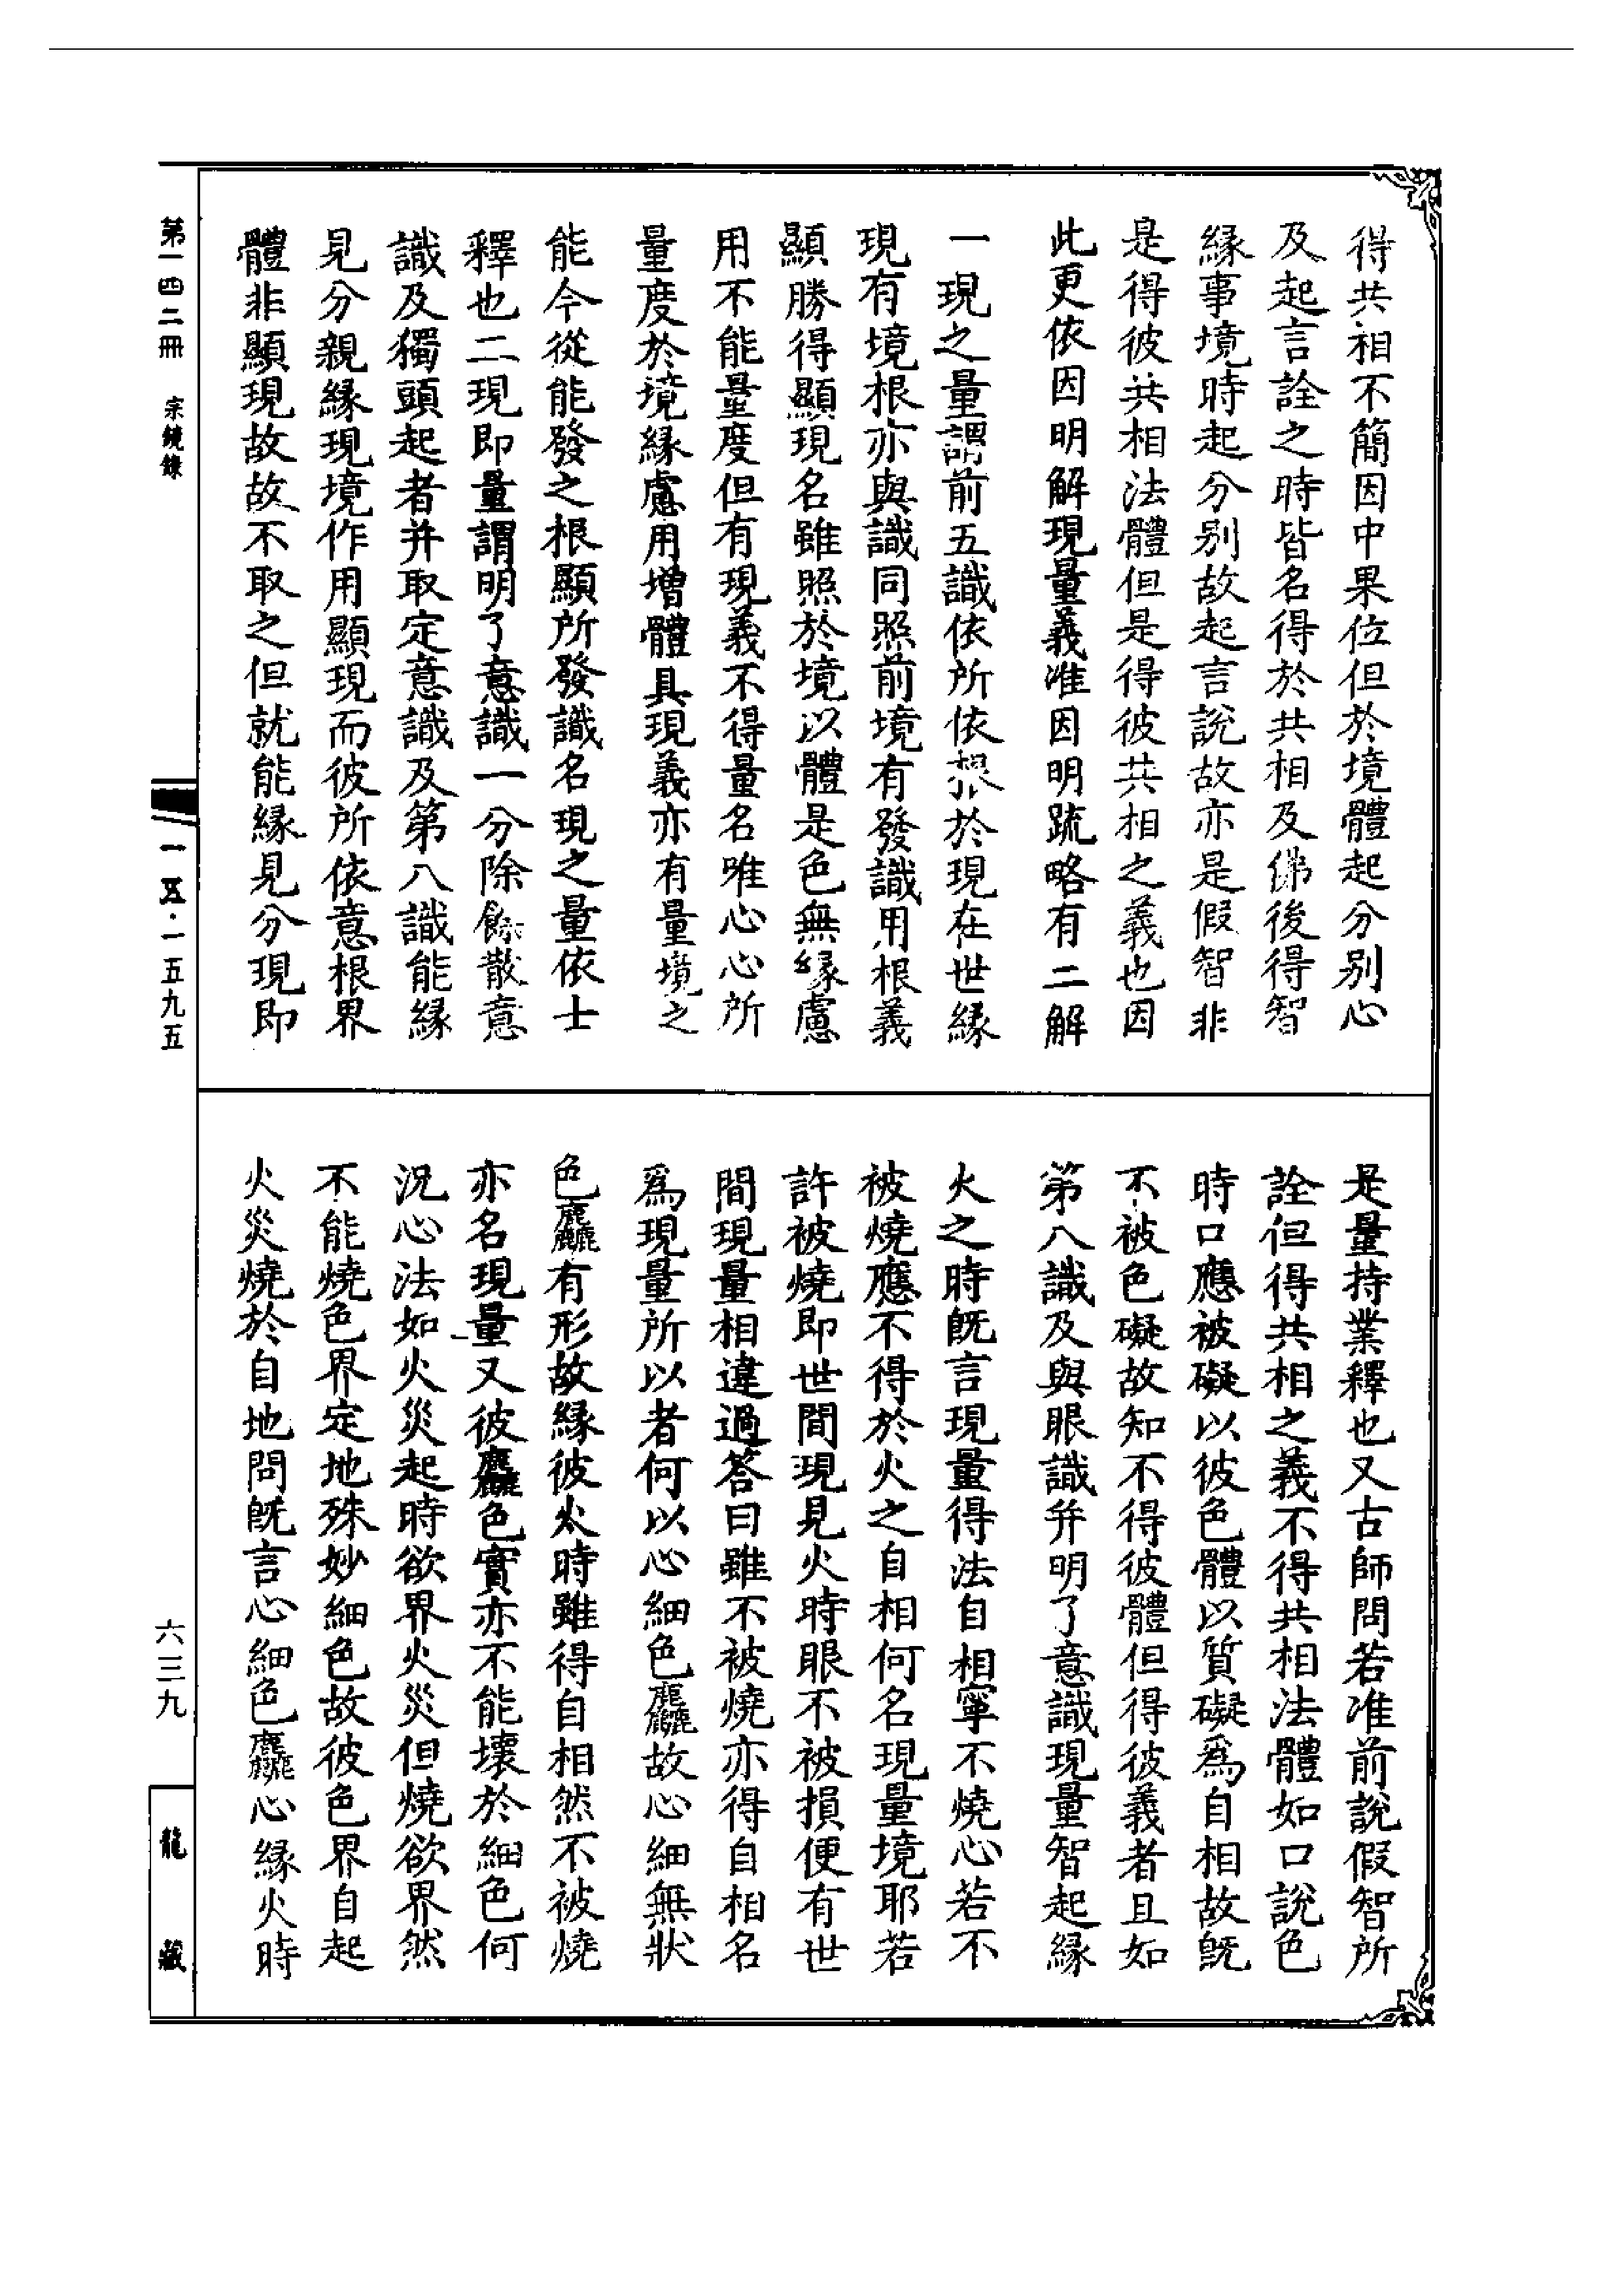 得共相不簡因中果位但於境體起分别心
及起言詮之時皆名得於共相及佛後得智
緣事境時起分别故起言說故亦是假智非
是得彼共相法體但是得彼共相之義也因
此更依因明解現量義准因明疏略有二解
一現之量謂前五識依所依根於現在世緣
現有境根亦與識同照前境有發識用根義
顯勝得顯現名雖照於境以體是色無緣慮
用不能量度但有現義不得量名唯心心所
量度於境緣慮用增體具現義亦有量境之
能今從能發之根顯所發識名現之量依士
釋也二現即量謂明了意識一分除餘散意
識及獨頭起者并取定意識及第八識能緣
見分親緣現境作用顯現而彼所依意根界
體非顯現故故不取之但就能緣見分現即
是量持業釋也又古師問若准前說假智所
詮但得共相之義不得共相法體如口說色
時口應被礙以彼色體以質礙爲自相故旣
不被色礙故知不得彼體但得彼義者且如
第八識及與眼識并明了意識現量智起緣
火之時旣言現量得法自相寧不燒心若不
被燒應不得於火之自相何名現量境耶若
許被燒即世間現見火時眼不被損便有世
間現量相違過答曰雖不被燒亦得自相名
爲現量所以者何以心細色麤故心細無狀
色麤有形故緣彼火時雖得自相然不被燒
亦名現量又彼麤色實亦不能壞於細色何
況心法如火災起時欲界火災但燒欲界然
不能燒色界定地殊妙細色故彼色界自起
火災燒於自地問旣言心細色麤心緣火時
第一四二冊 宗鏡錄
一五·一五九五
六三九
龍藏